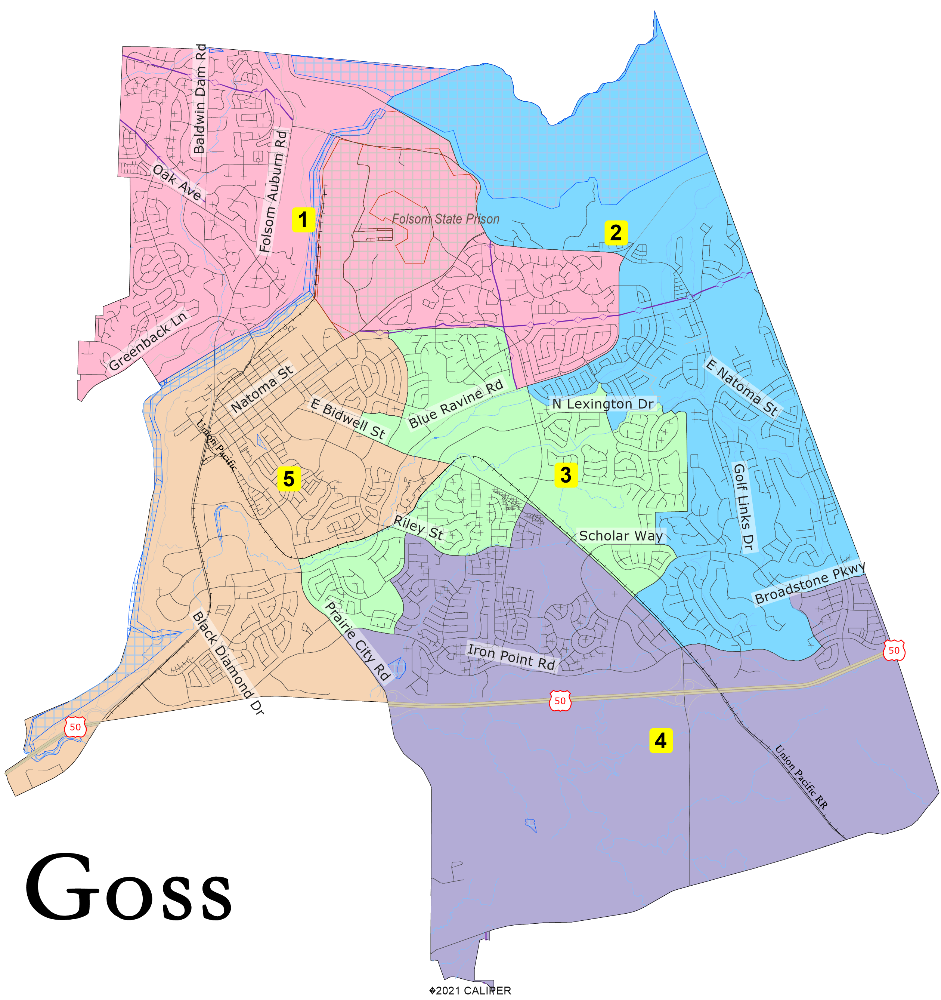 Baldwin Dam Rd
Oak Ave
Folsom Auburn Rd
1
Folsom State Prison
2
Greenback Ln
Natoma St
E Bidwell St
Blue Ravine Rd
N Lexington Dr
E Natoma St
Union Pacific
5
3
Golf Links Dr
Riley St
Scholar Way
Broadstone Pkwy
Prairie City Rd
Black Diamond Dr
Iron Point Rd
50
50
50
4
Union Pacific RR
Goss
�2021 CALIPER